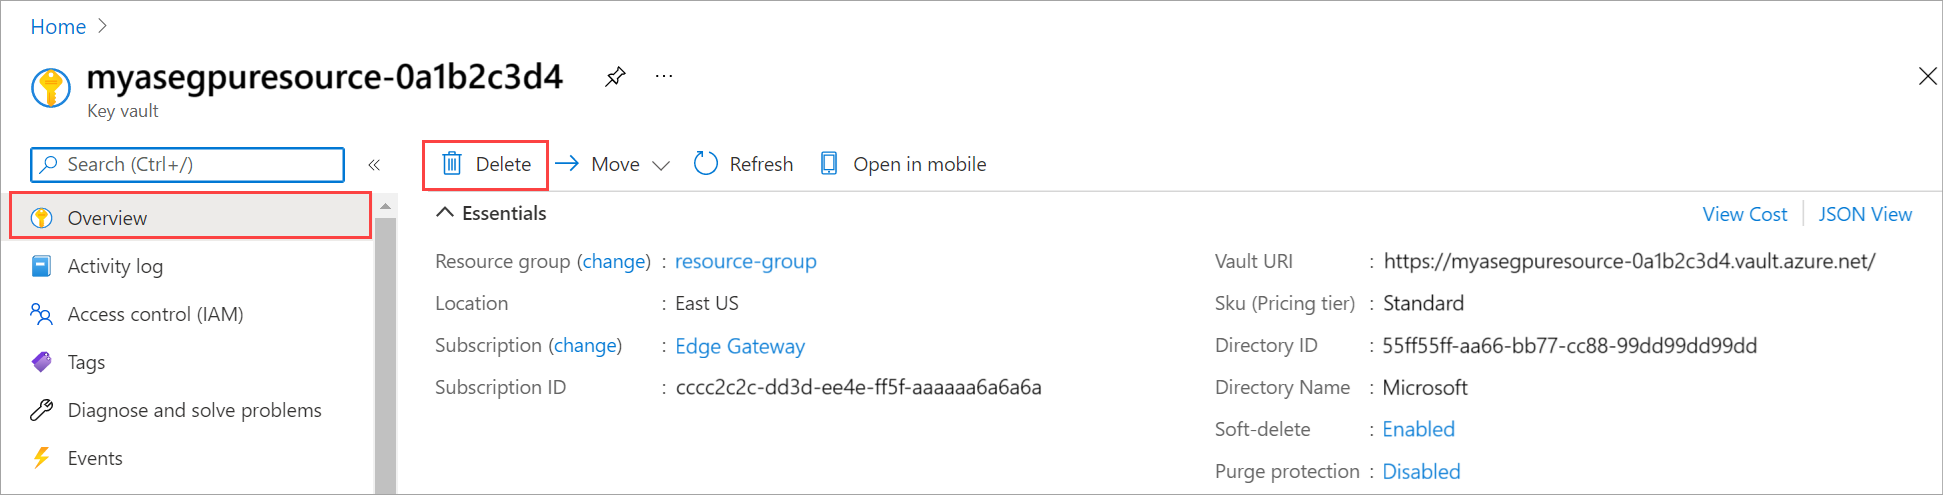 Home
myasegpuresource-0a1b2c3d4
Key vault
Search (Ctrl+/)
Overview
Activity log
Access control (IAM)
Tags
Diagnose and solve problems
Events
Delete Move Refresh Open in mobile
Essentials View Cost JSON View
Resource group (change) : resource-group
Location : East US
Subscription (change) : Edge Gateway
Subscription ID : cccc2c2c-dd3d-ee4e-ff5f-aaaaaa6a6a6a
Vault URI : https://myasegpuresource-0a1b2c3d4.vault.azure.net/
Sku (Pricing tier) : Standard
Directory ID : 55ff55ff-aa66-bb77-cc88-99dd99dd99dd
Directory Name : Microsoft
Soft-delete : Enabled
Purge protection : Disabled